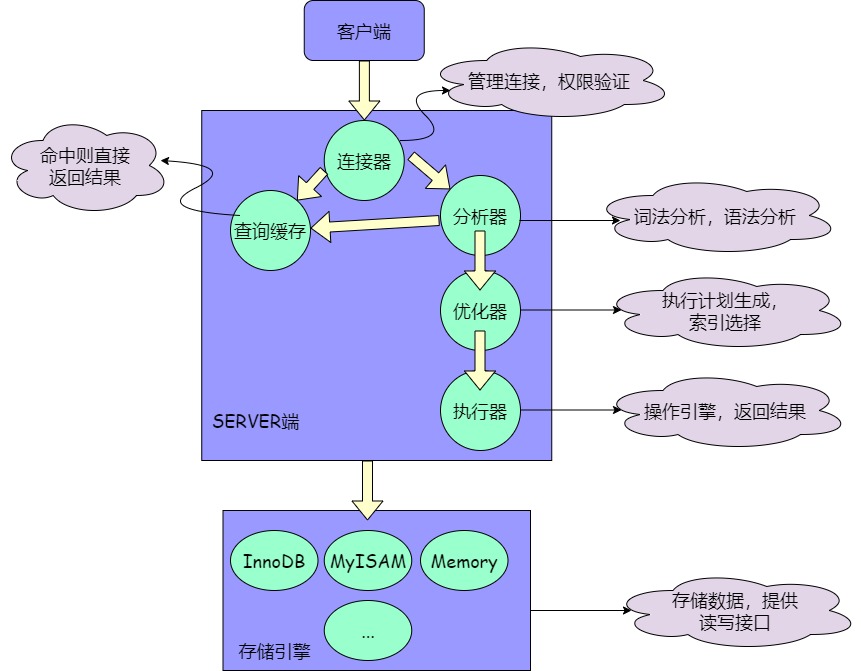 客户端
管理连接，权限验证
连接器
命中则直接
返回结果
查询缓存
分析器
词法分析，语法分析
优化器
执行计划生成，
索引选择
执行器
操作引擎，返回结果
SERVER端
InnoDB
MyISAM
Memory
...
存储引擎
存储数据，提供
读写接口